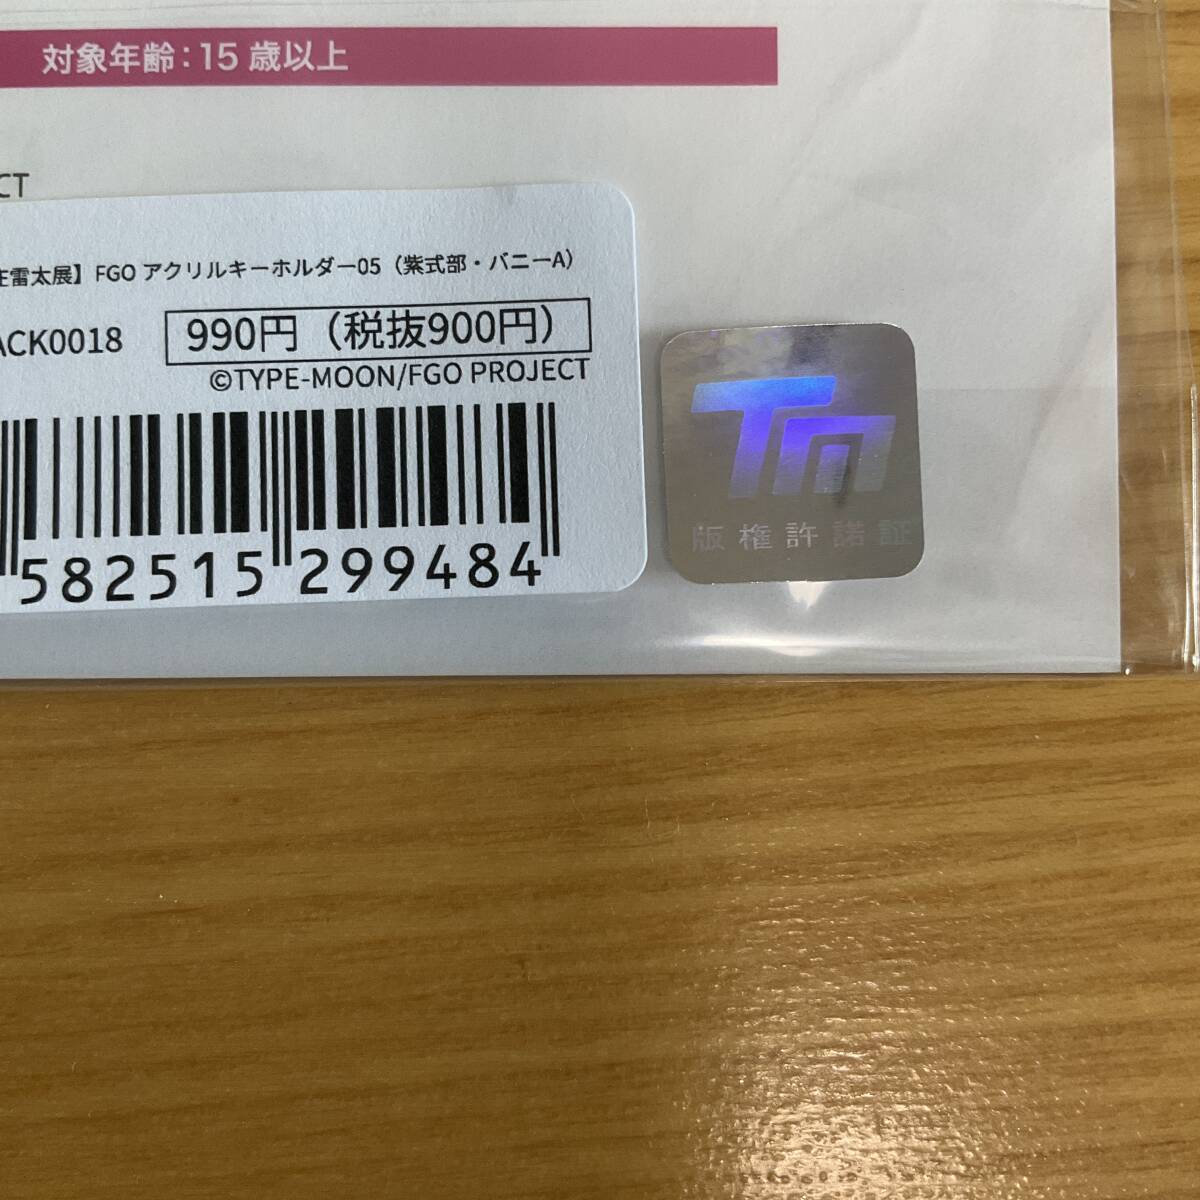 対象年齢：15 歳以上
CT
雷太展】FGO アクリルキーホルダー05（紫式部・バニーA）
ACK0018
990円（税抜900円）
©TYPE-MOON/FGO PROJECT
582515 299484
Tm
版権許諾証